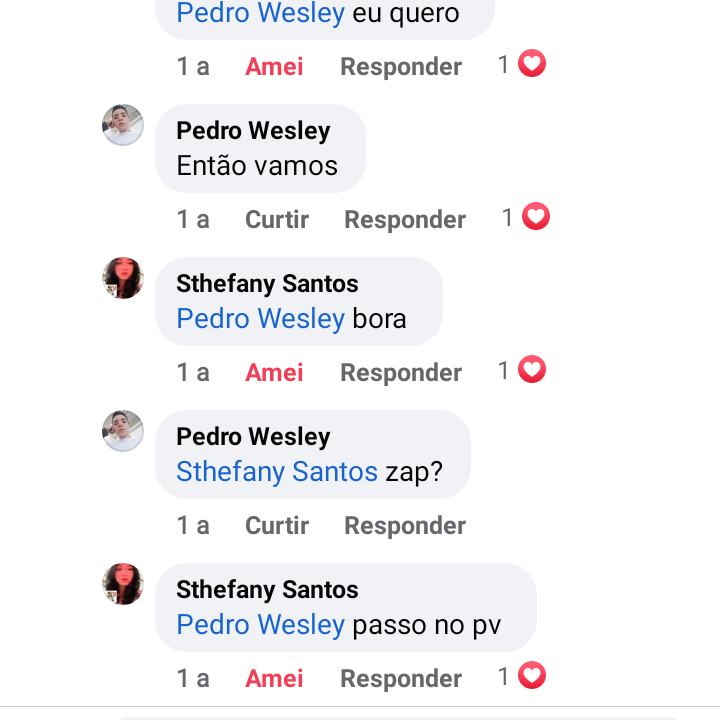 Pedro Wesley eu quero
1 a Amei Responder 1
Pedro Wesley
Então vamos
1 a Curtir Responder 1
Sthefany Santos
Pedro Wesley bora
1 a Amei Responder 1
Pedro Wesley
Sthefany Santos zap?
1 a Curtir Responder
Sthefany Santos
Pedro Wesley passo no pv
1 a Amei Responder 1